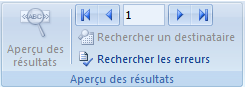 «ABC»
1
Aperçu des
résultats
Rechercher un destinataire
Rechercher les erreurs
Aperçu des résultats